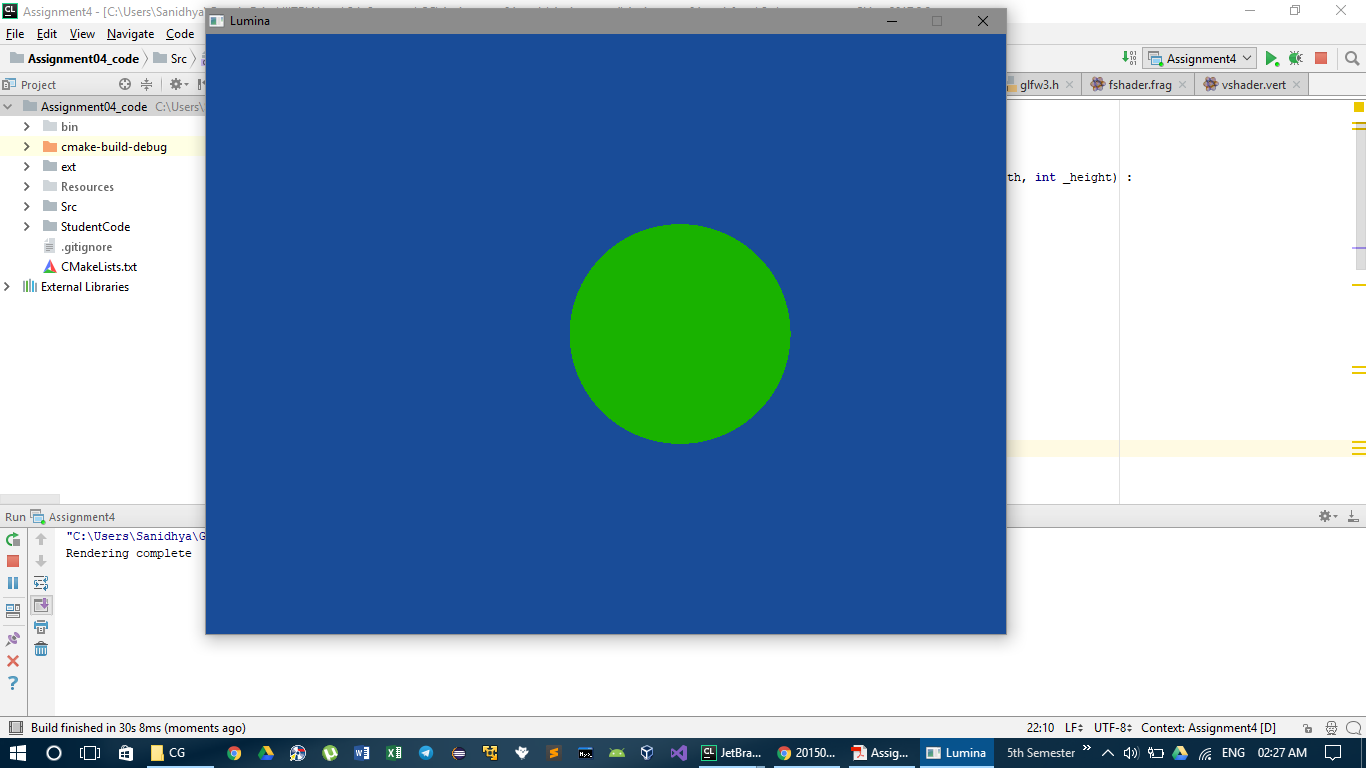 Assignment4 - [C:\Users\Sanidhya\
Lumina
File Edit View Navigate Code
Assignment04_code Src Assignment4
Project glfw3.h fshader.frag vshader.vert
Assignment04_code C:\Users\
bin
cmake-build-debug
ext
Resources
th, int _height) :
Src
StudentCode
.gitignore
CMakeLists.txt
External Libraries
Run Assignment4
"C:\Users\Sanidhya\G
Rendering complete
Build finished in 30s 8ms (moments ago) 22:10 LF UTF-8 Context: Assignment4 [D]
CG JetBra... 20150... Assig... Lumina 5th Semester ENG 02:27 AM